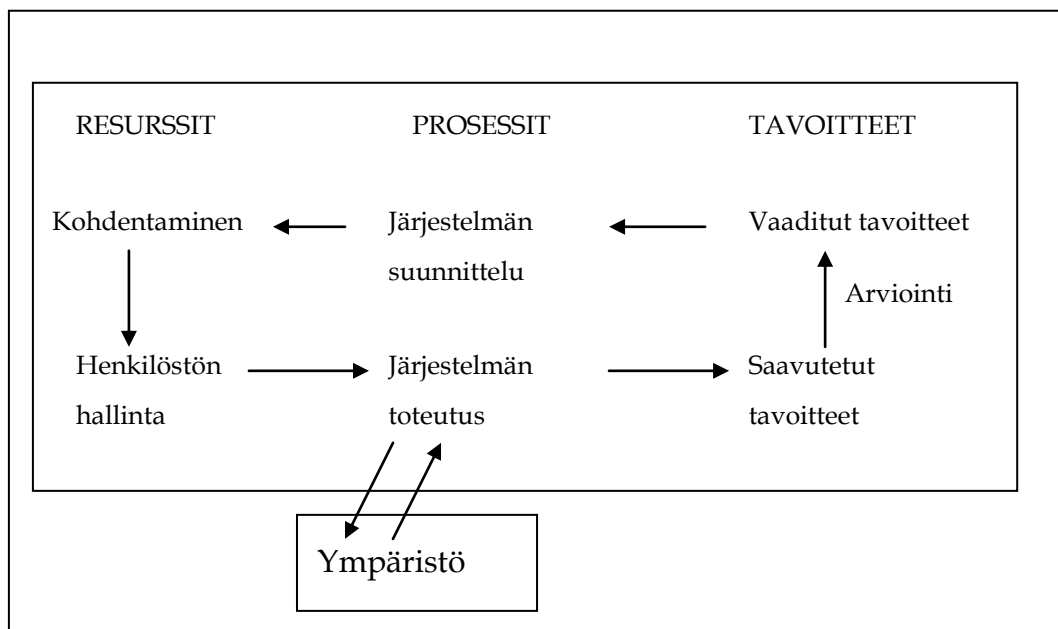 RESURSSIT PROSESSIT TAVOITTEET
Kohdentaminen Järjestelmän Vaaditut tavoitteet
suunnittelu
Arviointi
Henkilöstön Järjestelmän Saavutetut
hallinta toteutus tavoitteet
Ympäristö